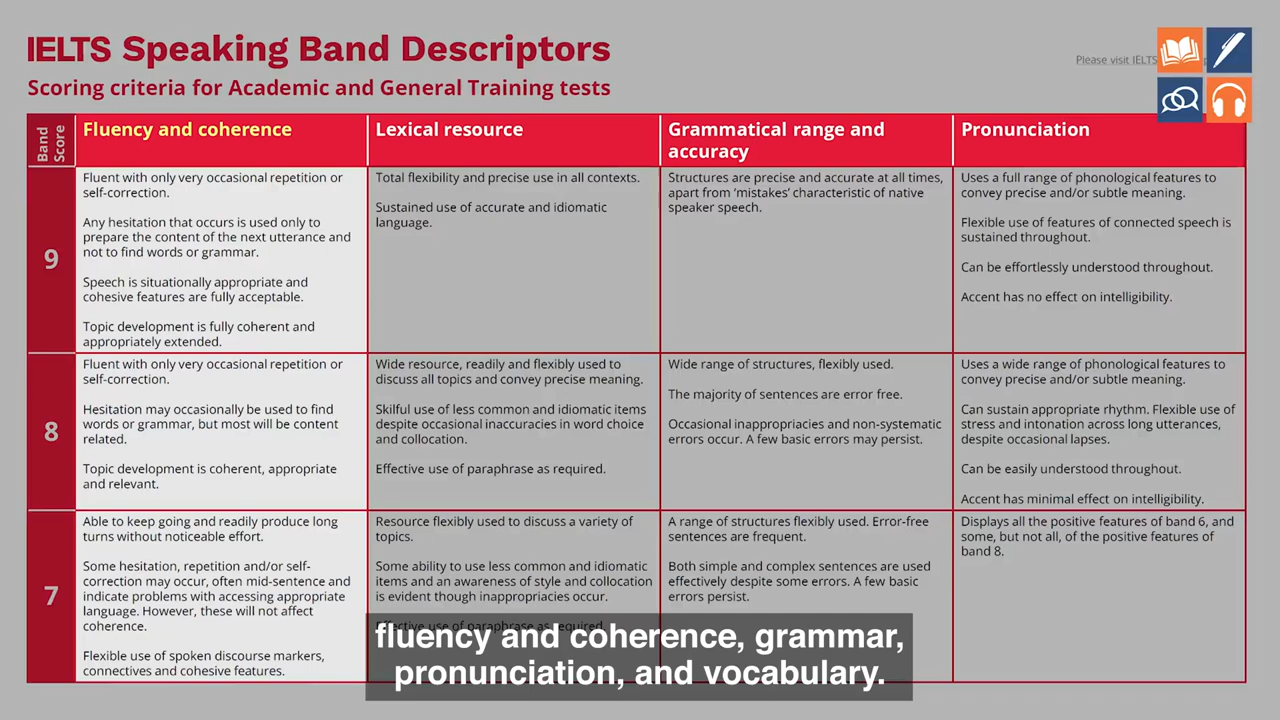 IELTS Speaking Band Descriptors
Please visit IELTS
Scoring criteria for Academic and General Training tests
Band
Score
Fluency and coherence
Lexical resource
Grammatical range and
accuracy
Pronunciation
9
Fluent with only very occasional repetition or
self-correction.
Any hesitation that occurs is used only to
prepare the content of the next utterance and
not to find words or grammar.
Speech is situationally appropriate and
cohesive features are fully acceptable.
Topic development is fully coherent and
appropriately extended.
Total flexibility and precise use in all contexts.
Sustained use of accurate and idiomatic
language.
Structures are precise and accurate at all times,
apart from ‘mistakes’ characteristic of native
speaker speech.
Uses a full range of phonological features to
convey precise and/or subtle meaning.
Flexible use of features of connected speech is
sustained throughout.
Can be effortlessly understood throughout.
Accent has no effect on intelligibility.
8
Fluent with only very occasional repetition or
self-correction.
Hesitation may occasionally be used to find
words or grammar, but most will be content
related.
Topic development is coherent, appropriate
and relevant.
Wide resource, readily and flexibly used to
discuss all topics and convey precise meaning.
Skilful use of less common and idiomatic items
despite occasional inaccuracies in word choice
and collocation.
Effective use of paraphrase as required.
Wide range of structures, flexibly used.
The majority of sentences are error free.
Occasional inappropriacies and non-systematic
errors occur. A few basic errors may persist.
Uses a wide range of phonological features to
convey precise and/or subtle meaning.
Can sustain appropriate rhythm. Flexible use of
stress and intonation across long utterances,
despite occasional lapses.
Can be easily understood throughout.
Accent has minimal effect on intelligibility.
7
Able to keep going and readily produce long
turns without noticeable effort.
Some hesitation, repetition and/or self-
correction may occur, often mid-sentence and
indicate problems with accessing appropriate
language. However, these will not affect
coherence.
Flexible use of spoken discourse markers,
connectives and cohesive features.
Resource flexibly used to discuss a variety of
topics.
Some ability to use less common and idiomatic
items and an awareness of style and collocation
is evident though inappropriacies occur.
Effective use of paraphrase as required.
A range of structures flexibly used. Error-free
sentences are frequent.
Both simple and complex sentences are used
effectively despite some errors. A few basic
errors persist.
Displays all the positive features of band 6, and
some, but not all, of the positive features of
band 8.
fluency and coherence, grammar,
pronunciation, and vocabulary.